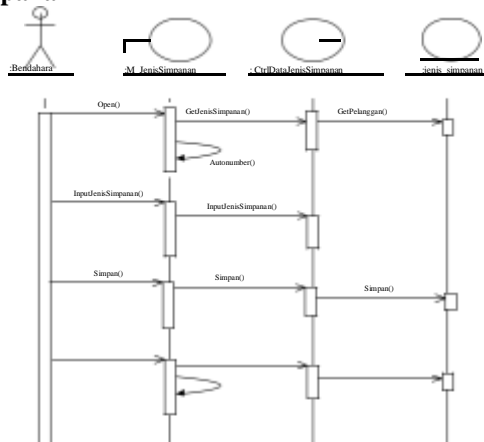 :Bendahara
:M_JenisSimpanan
: CtrlDataJenisSimpanan
:jenis_simpanan
Open()
GetJenisSimpanan()
GetPelanggan()
Autonumber()
InputJenisSimpanan()
InputJenisSimpanan()
Simpan()
Simpan()
Simpan()